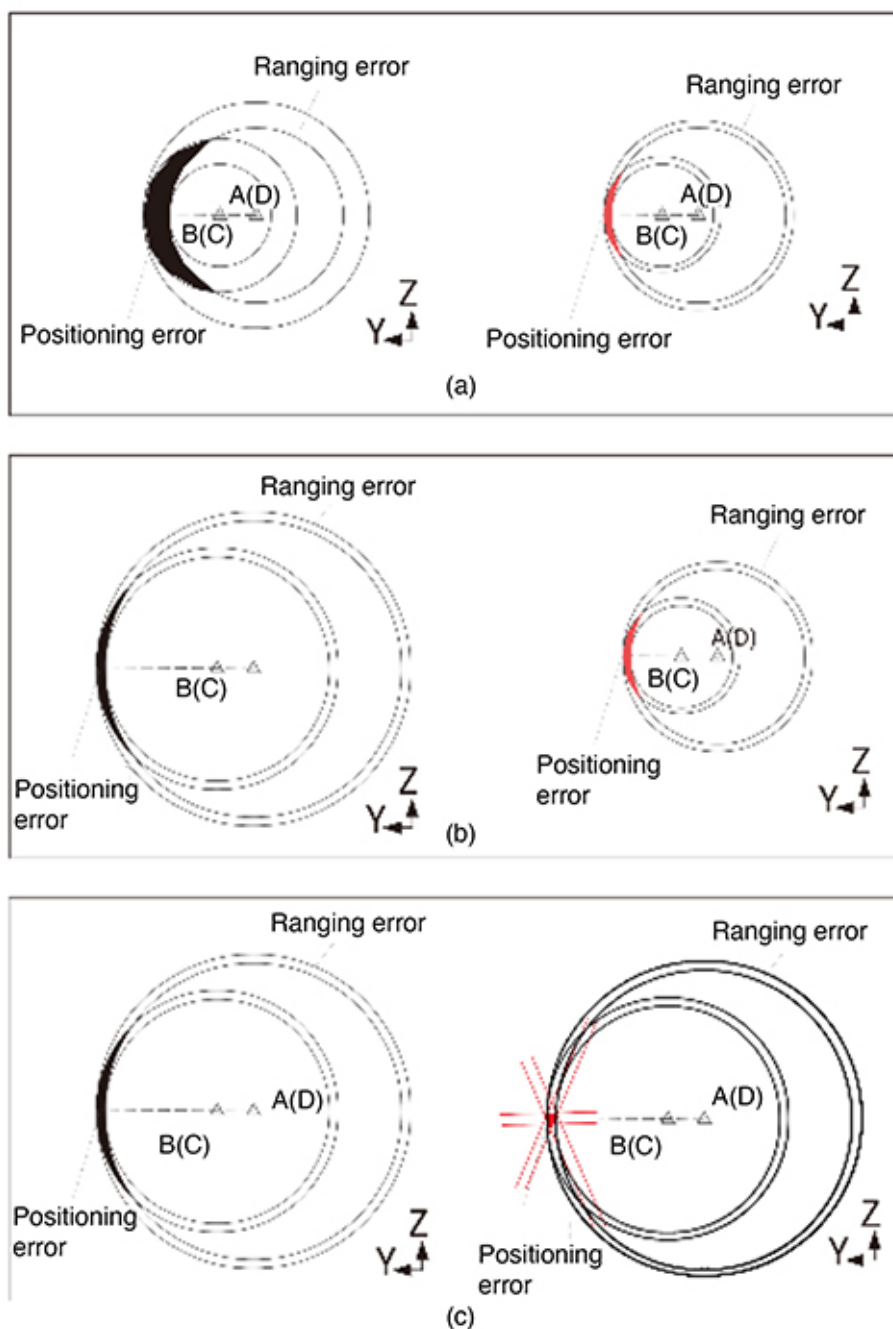 Ranging error
Ranging error
A(D)
A(D)
B(C)
B(C)
Z
Z
Y
Y
Positioning error
Positioning error
(a)
Ranging error
Ranging error
A(D)
B(C)
B(C)
Positioning
error
Positioning
error
Z
Z
Y
Y
(b)
Ranging error
Ranging error
A(D)
A(D)
B(C)
B(C)
Positioning
error
Positioning
error
Z
Z
Y
Y
(c)